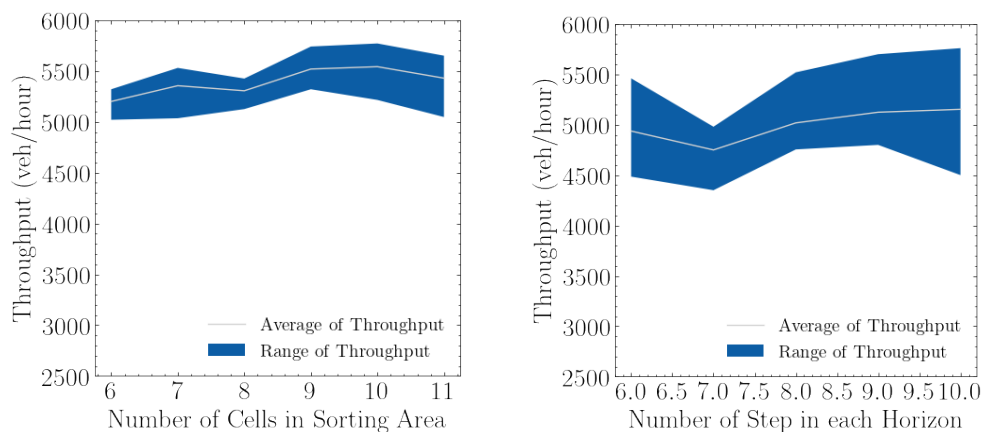 6000
5500
5000
4500
4000
3500
3000
2500
Throughput (veh/hour)
Average of Throughput
Range of Throughput
6 7 8 9 10 11
Number of Cells in Sorting Area
6000
5500
5000
4500
4000
3500
3000
2500
Throughput (veh/hour)
Average of Throughput
Range of Throughput
6.0 6.5 7.0 7.5 8.0 8.5 9.0 9.5 10.0
Number of Step in each Horizon